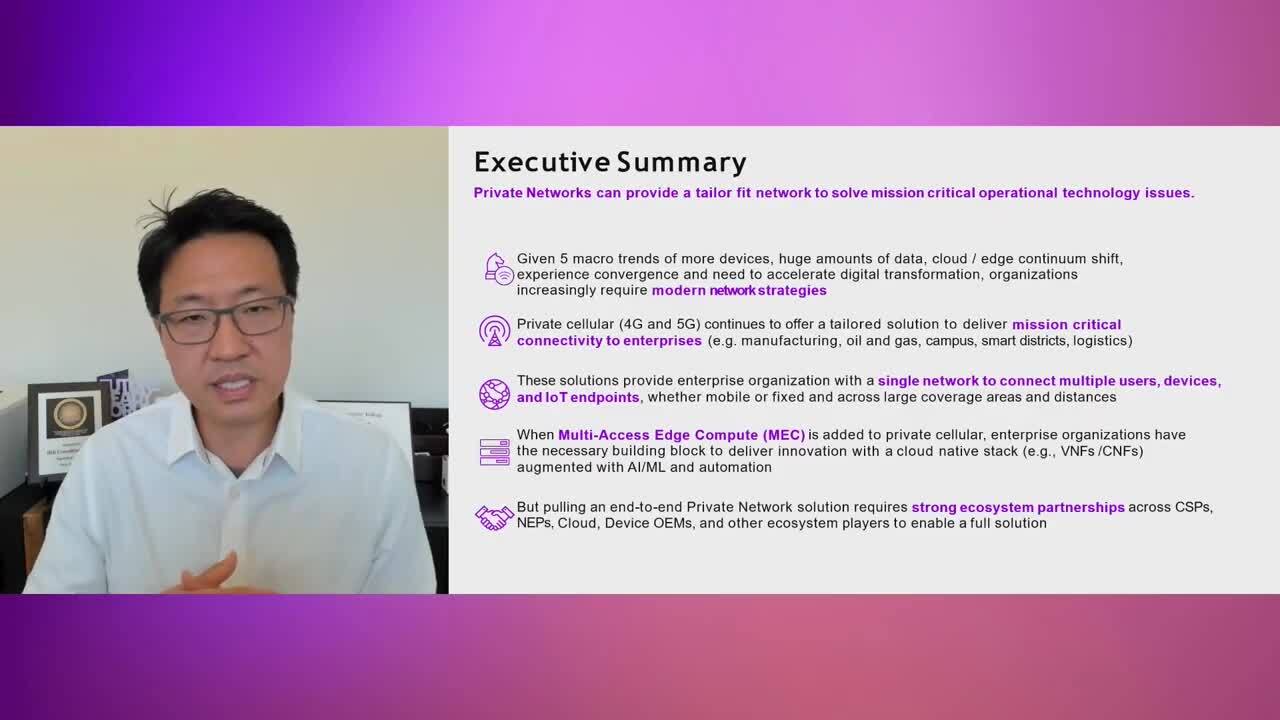 Executive Summary
Private Networks can provide a tailor fit network to solve mission critical operational technology issues.
Given 5 macro trends of more devices, huge amounts of data, cloud / edge continuum shift,
experience convergence and need to accelerate digital transformation, organizations
increasingly require modern network strategies
Private cellular (4G and 5G) continues to offer a tailored solution to deliver mission critical
connectivity to enterprises (e.g. manufacturing, oil and gas, campus, smart districts, logistics)
These solutions provide enterprise organization with a single network to connect multiple users, devices,
and IoT endpoints, whether mobile or fixed and across large coverage areas and distances
When Multi-Access Edge Compute (MEC) is added to private cellular, enterprise organizations have
the necessary building block to deliver innovation with a cloud native stack (e.g., VNFs /CNFs)
augmented with AI/ML and automation
But pulling an end-to-end Private Network solution requires strong ecosystem partnerships across CSPs,
NEPs, Cloud, Device OEMs, and other ecosystem players to enable a full solution